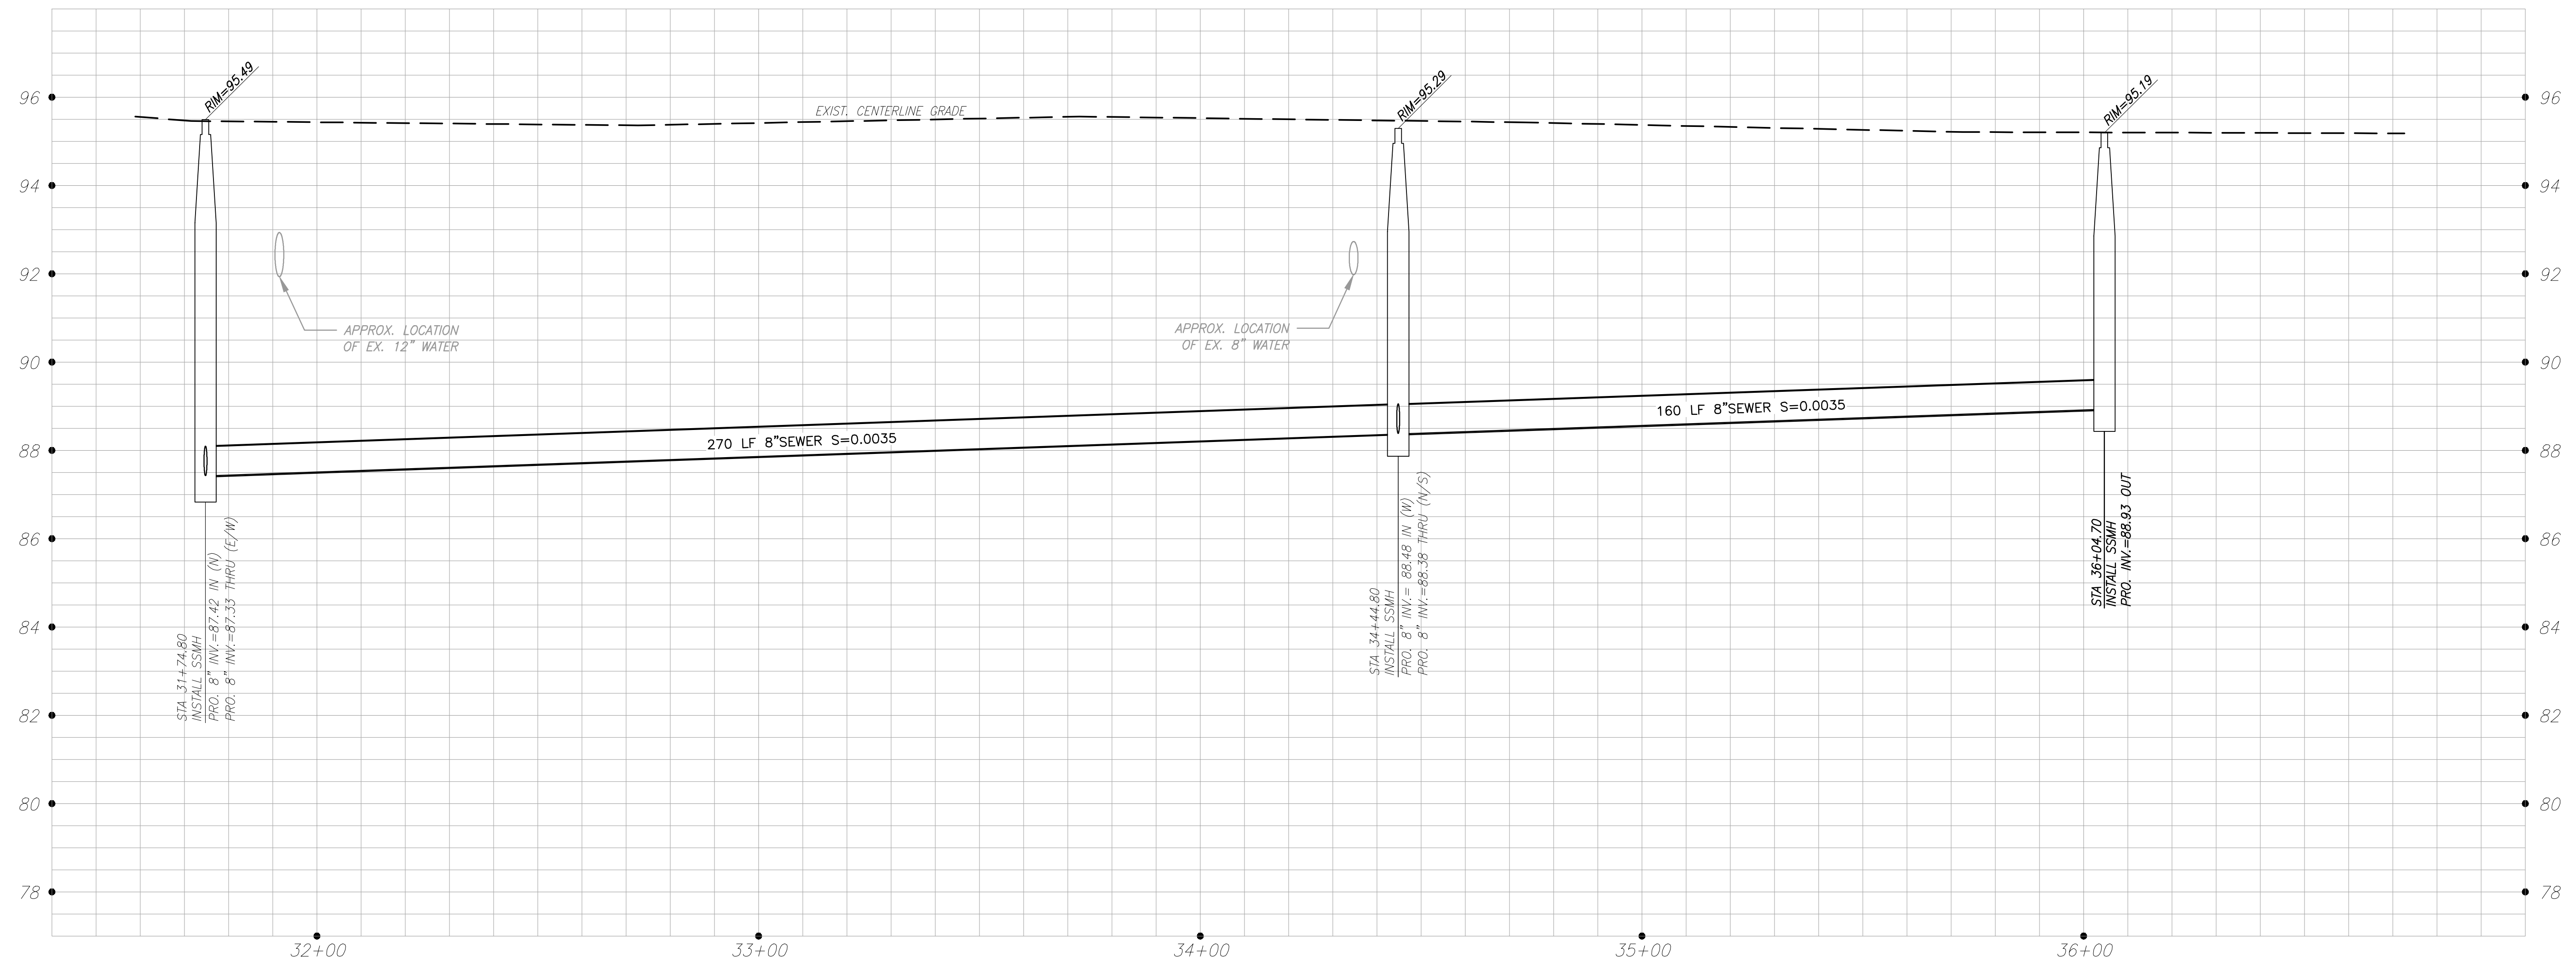 RIM=95.49
RIM=95.29
RIM=95.19
96
96
EXIST. CENTERLINE GRADE
94
94
92
92
APPROX. LOCATION
OF EX. 12" WATER
APPROX. LOCATION
OF EX. 8" WATER
90
90
160 LF 8"SEWER S=0.0035
270 LF 8"SEWER S=0.0035
88
88
86
86
STA 31+74.80
INSTALL SSMH
PRO. 8" INV.=87.42 IN (N)
PRO. 8" INV.=87.33 THRU (E/W)
STA 34+44.80
INSTALL SSMH
PRO. 8" INV.= 88.48 IN (W)
PRO. 8" INV.=88.38 THRU (N/S)
STA 36+04.70
INSTALL SSMH
PRO. INV.=88.93 OUT
84
84
82
82
80
80
78
78
32+00
33+00
34+00
35+00
36+00